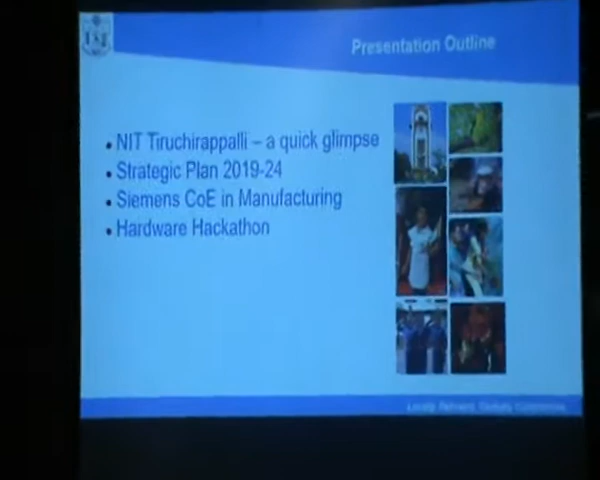 Presentation Outline
• NIT Tiruchirappalli – a quick glimpse
• Strategic Plan 2019-24
• Siemens CoE in Manufacturing
• Hardware Hackathon